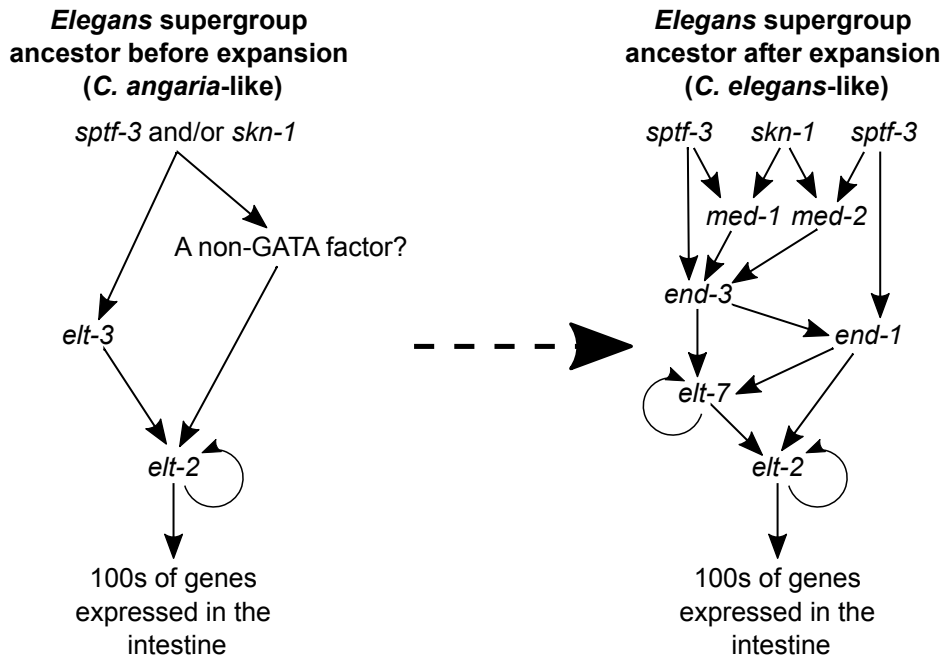 Elegans supergroup
ancestor before expansion
(C. angaria-like)
sptf-3 and/or skn-1
A non-GATA factor?
elt-3
elt-2
100s of genes
expressed in the
intestine
Elegans supergroup
ancestor after expansion
(C. elegans-like)
sptf-3 skn-1 sptf-3
med-1 med-2
end-3
end-1
elt-7
elt-2
100s of genes
expressed in the
intestine